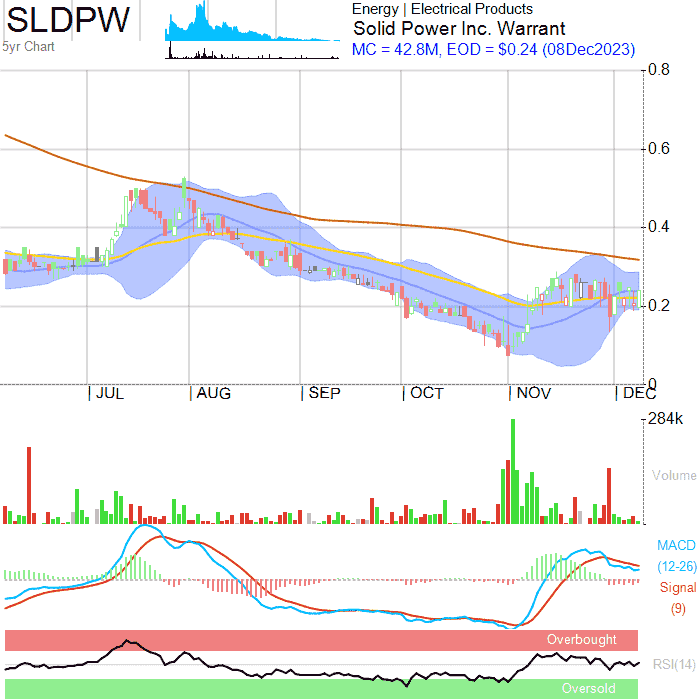 SLDPW
5yr Chart
Energy | Electrical Products
Solid Power Inc. Warrant
MC = 42.8M, EOD = $0.24 (08Dec2023)
0.8
0.6
0.4
0.2
0
JUL AUG SEP OCT NOV DEC
284k
Volume
MACD
(12-26)
Signal
(9)
Overbought
RSI(14)
Oversold